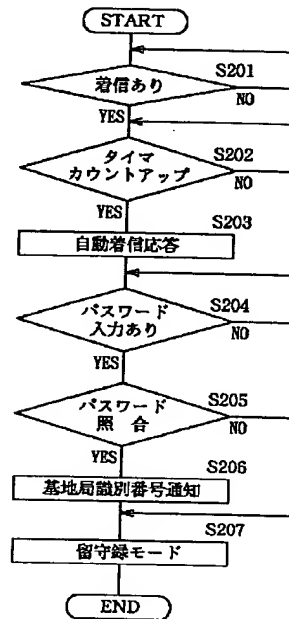 START
着信あり
S201
NO
YES
タイマ
カウントアップ
S202
NO
YES
S203
自動着信応答
パスワード
入力あり
S204
NO
YES
パスワード
照 合
S205
NO
YES
S206
基地局識別番号通知
S207
留守録モード
END